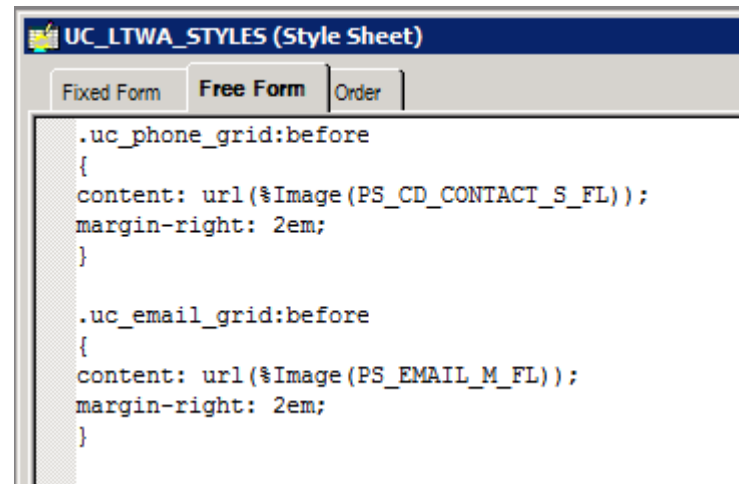 UC_LTWA_STYLES (Style Sheet)
Fixed Form Free Form Order
.uc_phone_grid:before
{
content: url(%Image(PS_CD_CONTACT_S_FL));
margin-right: 2em;
}
.uc_email_grid:before
{
content: url(%Image(PS_EMAIL_M_FL));
margin-right: 2em;
}